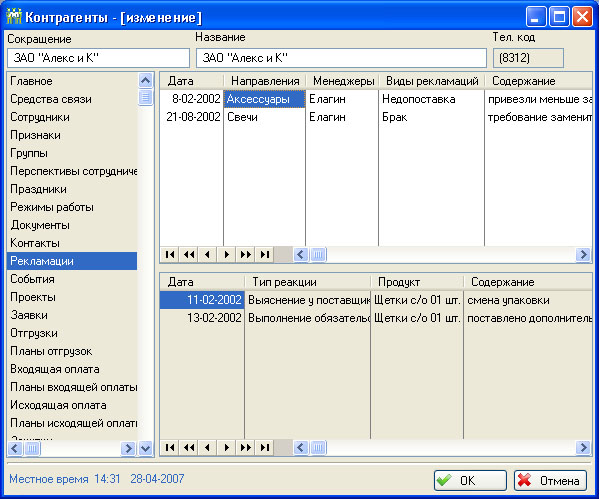 Контрагенты - [изменение]
Сокращение Название Тел. код
ЗАО "Алекс и К" ЗАО "Алекс и К" (8312)
Главное
Средства связи
Сотрудники
Признаки
Группы
Перспективы сотрудниче
Праздники
Режимы работы
Документы
Контакты
Рекламации
События
Проекты
Заявки
Отгрузки
Планы отгрузок
Входящая оплата
Планы входящей оплаты
Исходящая оплата
Планы исходящей оплаты
Дата Направления Менеджеры Виды рекламаций Содержание
8-02-2002 Аксессуары Елагин Недопоставка привезли меньше за
21-08-2002 Свечи Елагин Брак требование заменит
Дата Тип реакции Продукт Содержание
11-02-2002 Выяснение у поставщик Щетки с/о 01 шт. смена упаковки
13-02-2002 Выполнение обязательс Щетки с/о 01 шт. поставлено дополнитель
Местное время 14:31 28-04-2007
OK Отмена